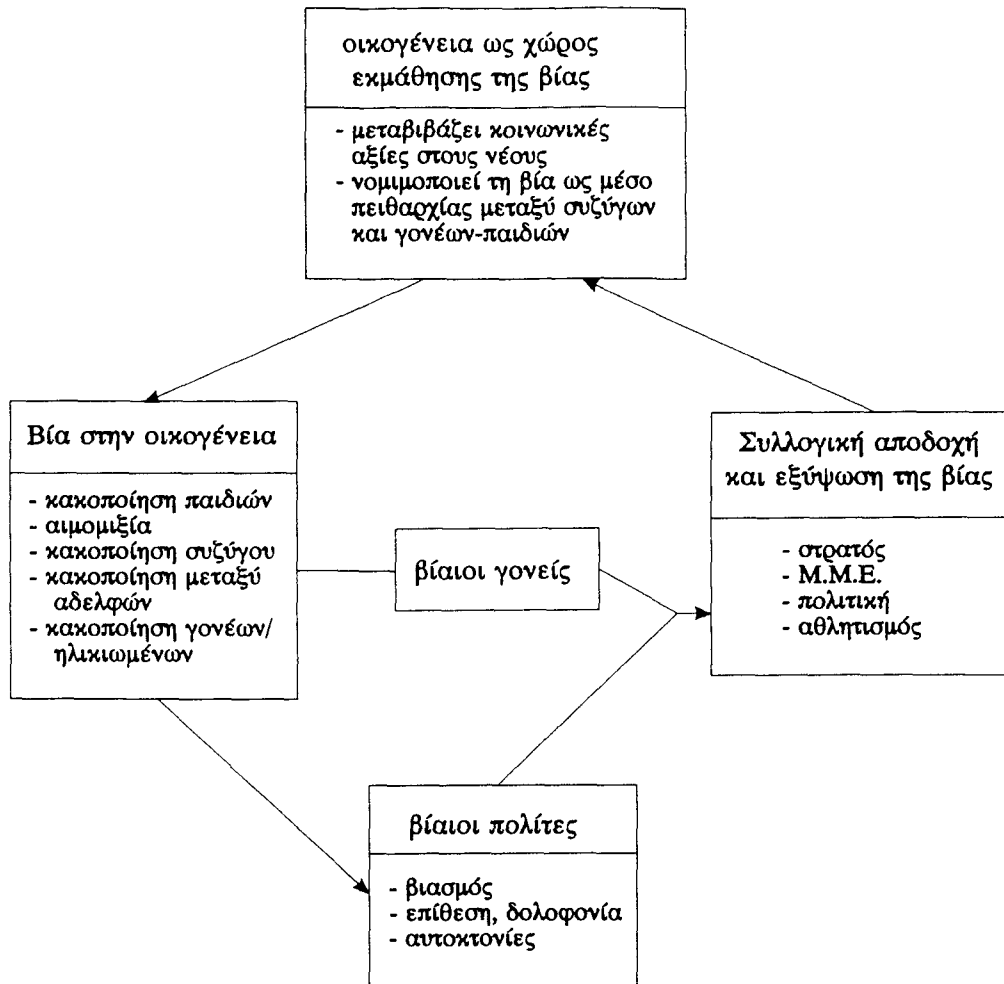 οικογένεια ως χώρος
εκμάθησης της βίας
- μεταβιβάζει κοινωνικές
αξίες στους νέους
- νομιμοποιεί τη βία ως μέσο
πειθαρχίας μεταξύ συζύγων
και γονέων-παιδιών
Βία στην οικογένεια
- κακοποίηση παιδιών
- αιμομιξία
- κακοποίηση συζύγου
- κακοποίηση μεταξύ
αδελφών
- κακοποίηση γονέων/
ηλικιωμένων
βίαιοι γονείς
Συλλογική αποδοχή
και εξύψωση της βίας
- στρατός
- Μ.Μ.Ε.
- πολιτική
- αθλητισμός
βίαιοι πολίτες
- βιασμός
- επίθεση, δολοφονία
- αυτοκτονίες